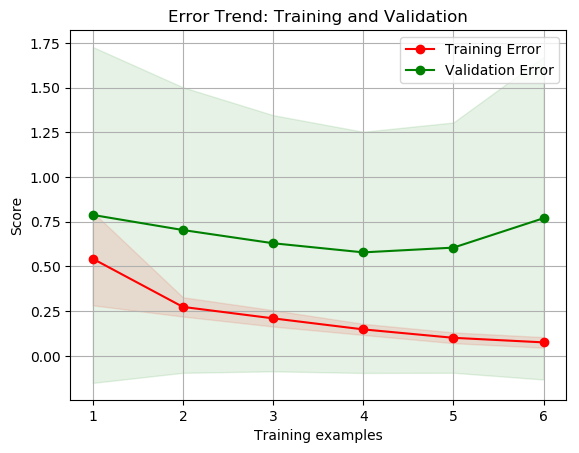 Error Trend: Training and Validation
Training Error
Validation Error
1.75
1.50
1.25
1.00
0.75
0.50
0.25
0.00
Score
1 2 3 4 5 6
Training examples